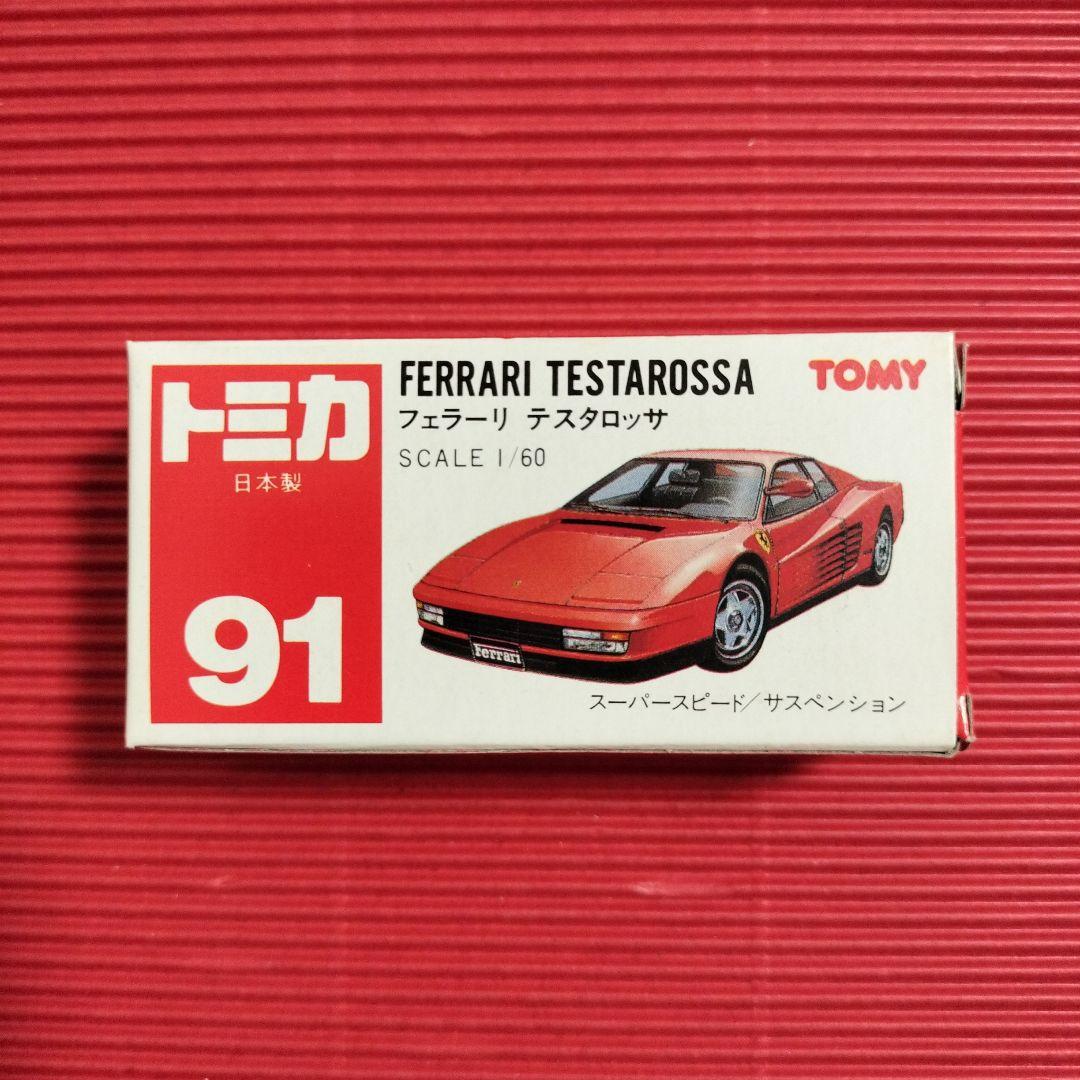 トミカ
日本製
91
FERRARI TESTAROSSA
フェラーリ テスタロッサ
SCALE 1/60
TOMY
Ferrari
スーパースピード/サスペンション